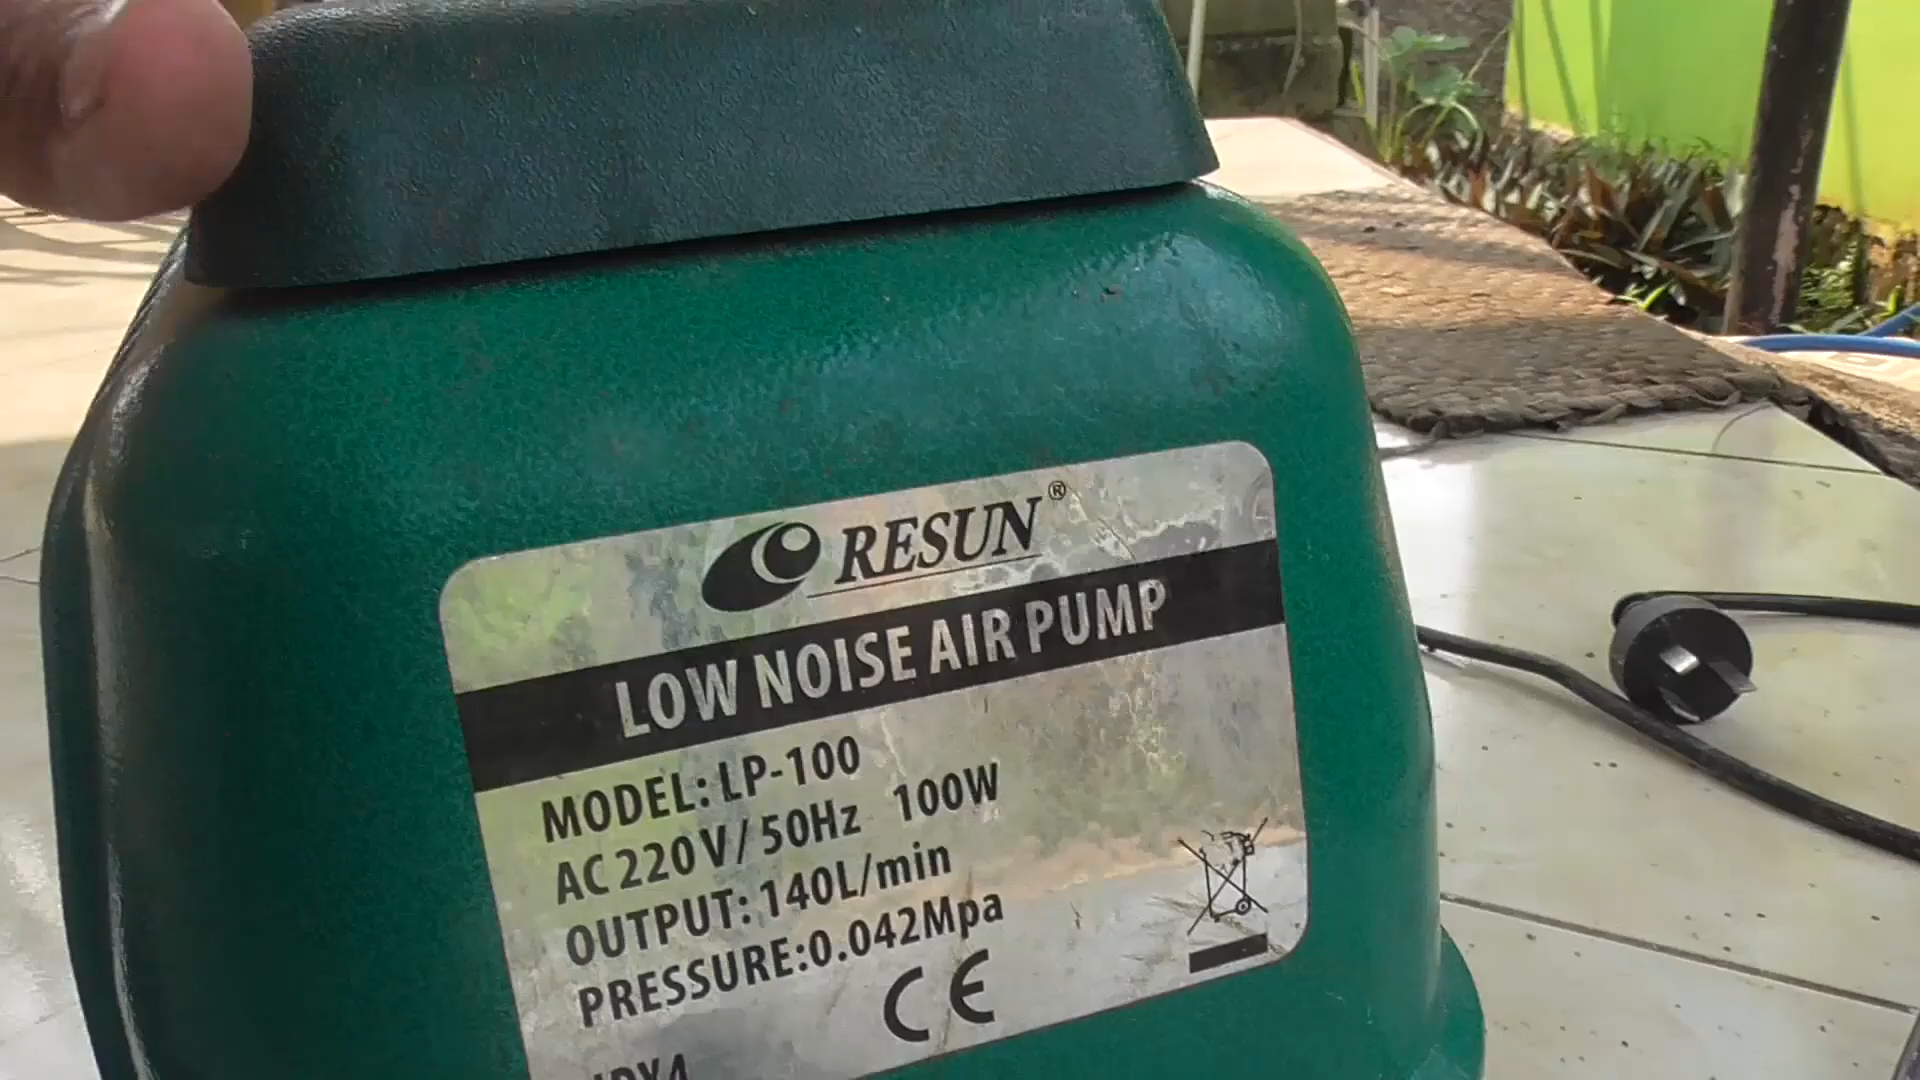 RESUN®
LOW NOISE AIR PUMP
MODEL: LP-100
AC 220V/50Hz 100W
OUTPUT: 140L/min
PRESSURE:0.042Mpa
CE